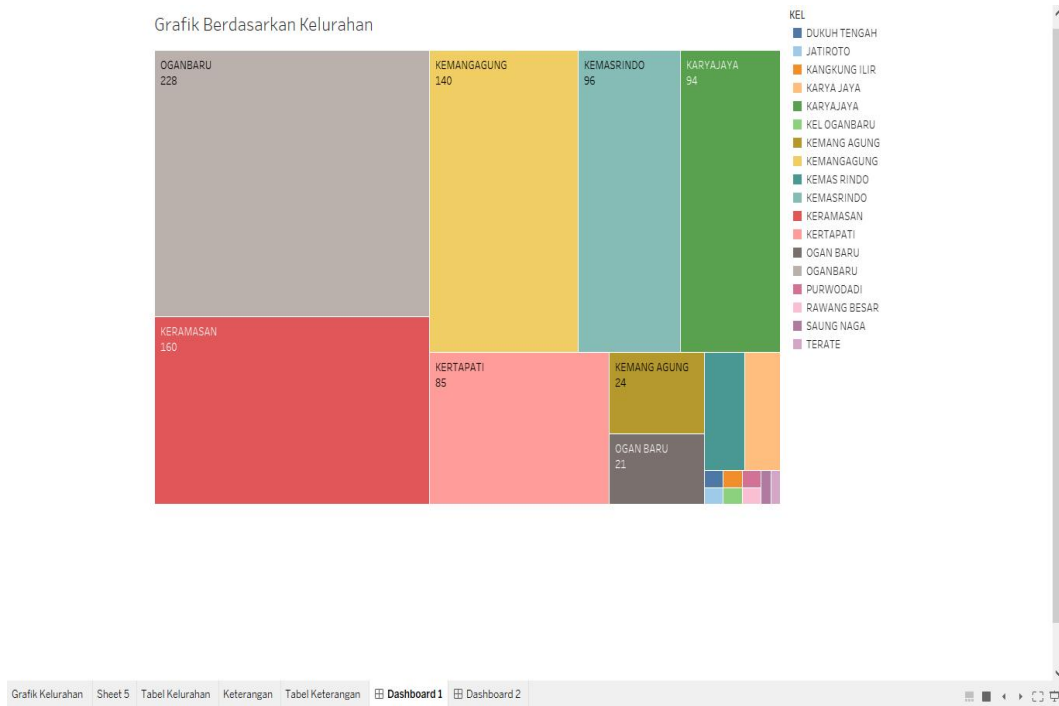 Grafik Berdasarkan Kelurahan
OGANBARU
228
KEMANGAGUNG
140
KEMASRINDO
96
KARYAJAYA
94
KERAMASAN
160
KERTAPATI
85
KEMANG AGUNG
24
OGAN BARU
21
KEL
DUKUH TENGAH
JATIROTO
KANGKUNG ILIR
KARYA JAYA
KARYAJAYA
KEL OGANBARU
KEMANG AGUNG
KEMANGAGUNG
KEMAS RINDO
KEMASRINDO
KERAMASAN
KERTAPATI
OGAN BARU
OGANBARU
PURWODADI
RAWANG BESAR
SAUNG NAGA
TERATE
Grafik Kelurahan Sheet 5 Tabel Kelurahan Keterangan Tabel Keterangan Dashboard 1 Dashboard 2